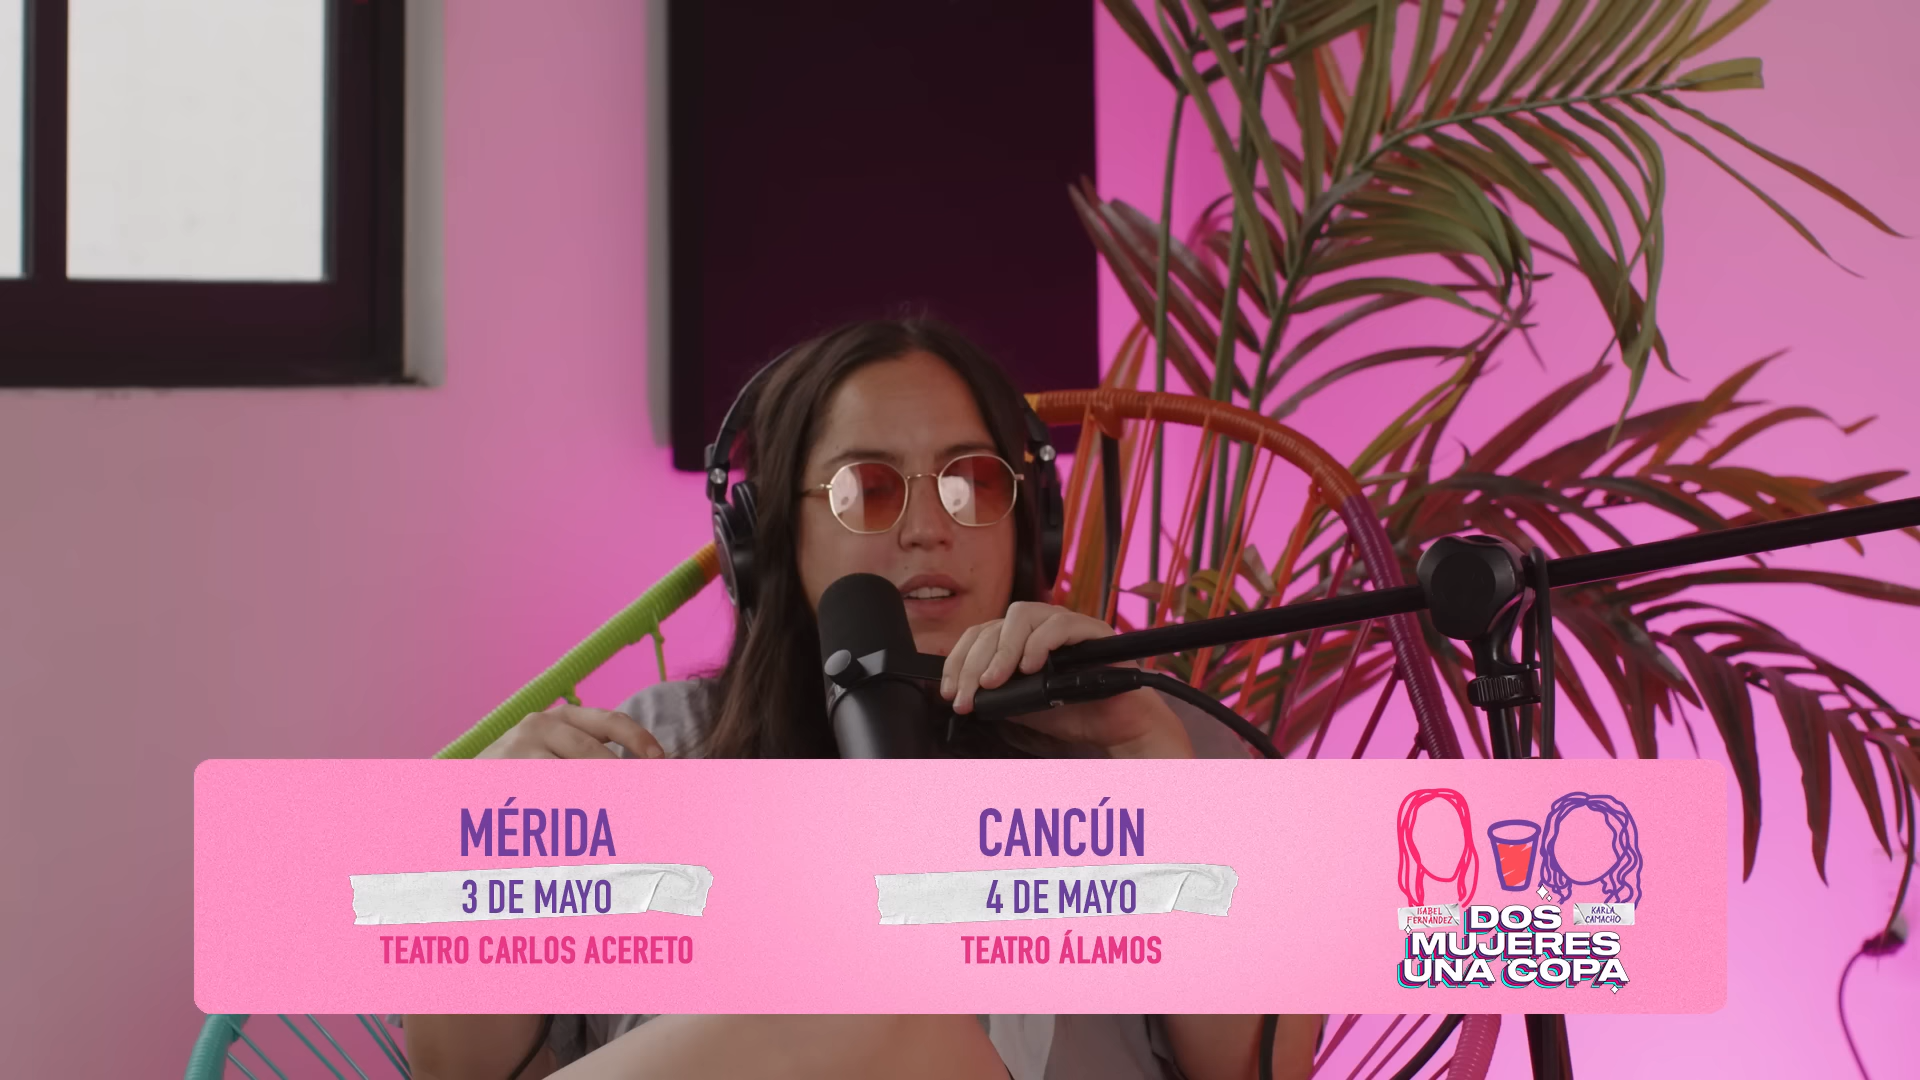 MÉRIDA
3 DE MAYO
TEATRO CARLOS ACERETO
CANCÚN
4 DE MAYO
TEATRO ÁLAMOS
ISABEL
FERNÁNDEZ
KARLA
CAMACHO
DOS
MUJERES
UNA COPA